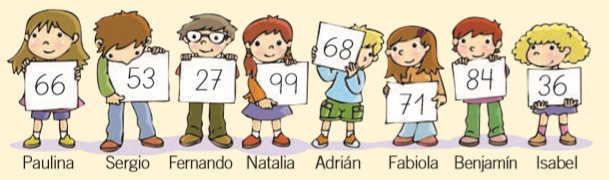 66 53 27 99 68 71 84 36
Paulina Sergio Fernando Natalia Adrián Fabiola Benjamín Isabel